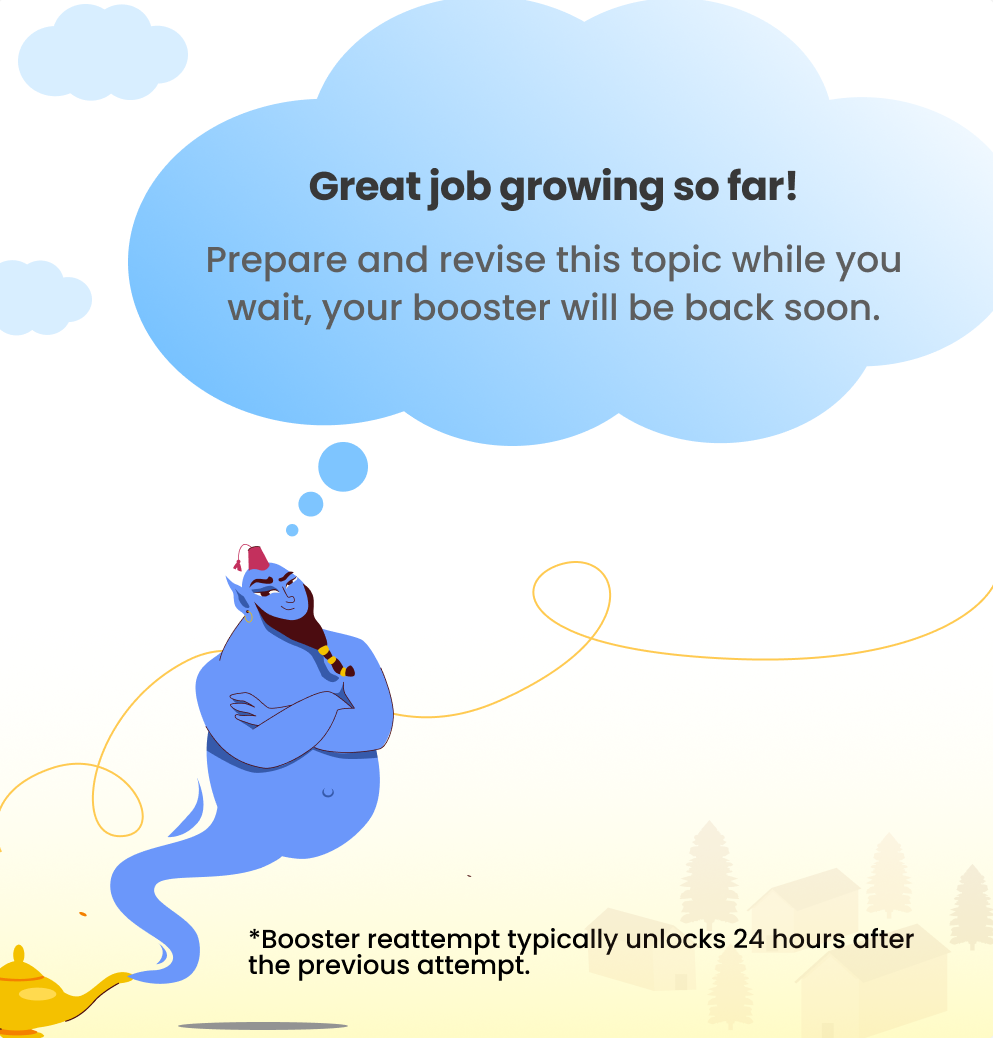 Great job growing so far!
Prepare and revise this topic while you
wait, your booster will be back soon.
*Booster reattempt typically unlocks 24 hours after
the previous attempt.